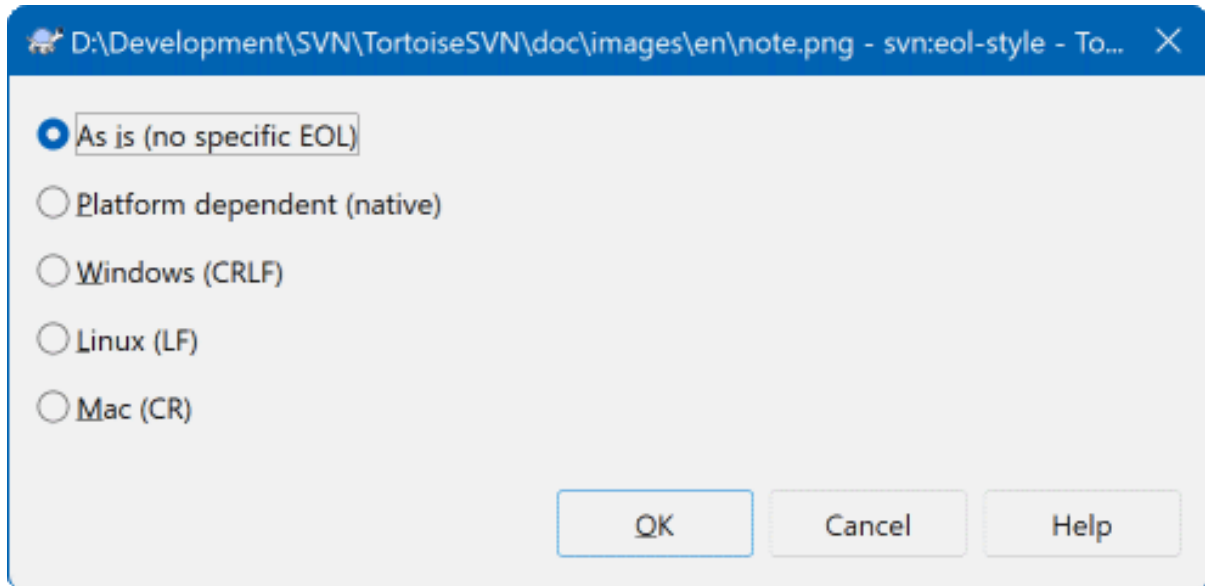 D:\Development\SVN\TortoiseSVN\doc\images\en\note.png - svn:eol-style - To...
As is (no specific EOL)
Platform dependent (native)
Windows (CRLF)
Linux (LF)
Mac (CR)
OK Cancel Help